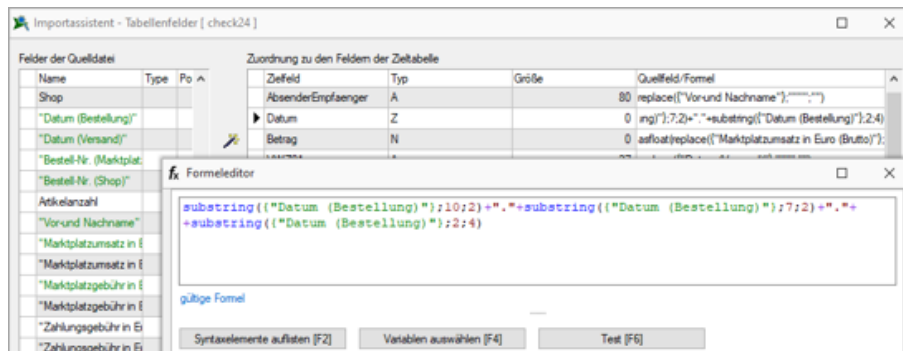 Importassistent - Tabellenfelder [ check24 ]
Felder der Quelldatei
Zuordnung zu den Feldern der Zieltabelle
Name Type Po
Zielfeld Typ Größe Quellfeld/Formel
Shop
AbsenderEmpfaenger A 80 replace({"Vor-und Nachname"};"""";"")
"Datum (Bestellung)"
Datum Z 0 ing)"};7;2)+"."+substring({"Datum (Bestellung)"};2;4)
"Datum (Versand)"
Betrag N 0 asfloat(replace({"Marktplatzumsatz in Euro (Brutto)"};
"Bestell-Nr. (Marktplat
"Bestell-Nr. (Shop)"
Artikelanzahl
"Vor-und Nachname"
"Marktplatzumsatz in E
"Marktplatzumsatz in E
"Marktplatzgebühr in E
"Marktplatzgebühr in E
"Zahlungsgebühr in E
"Zahlungsgebühr in E
fx Formeleditor
substring({"Datum (Bestellung)"};10;2)+"."+substring({"Datum (Bestellung)"};7;2)+"."+
+substring({"Datum (Bestellung)"};2;4)
gültige Formel
Syntaxelemente auflisten [F2] Variablen auswählen [F4] Test [F6]